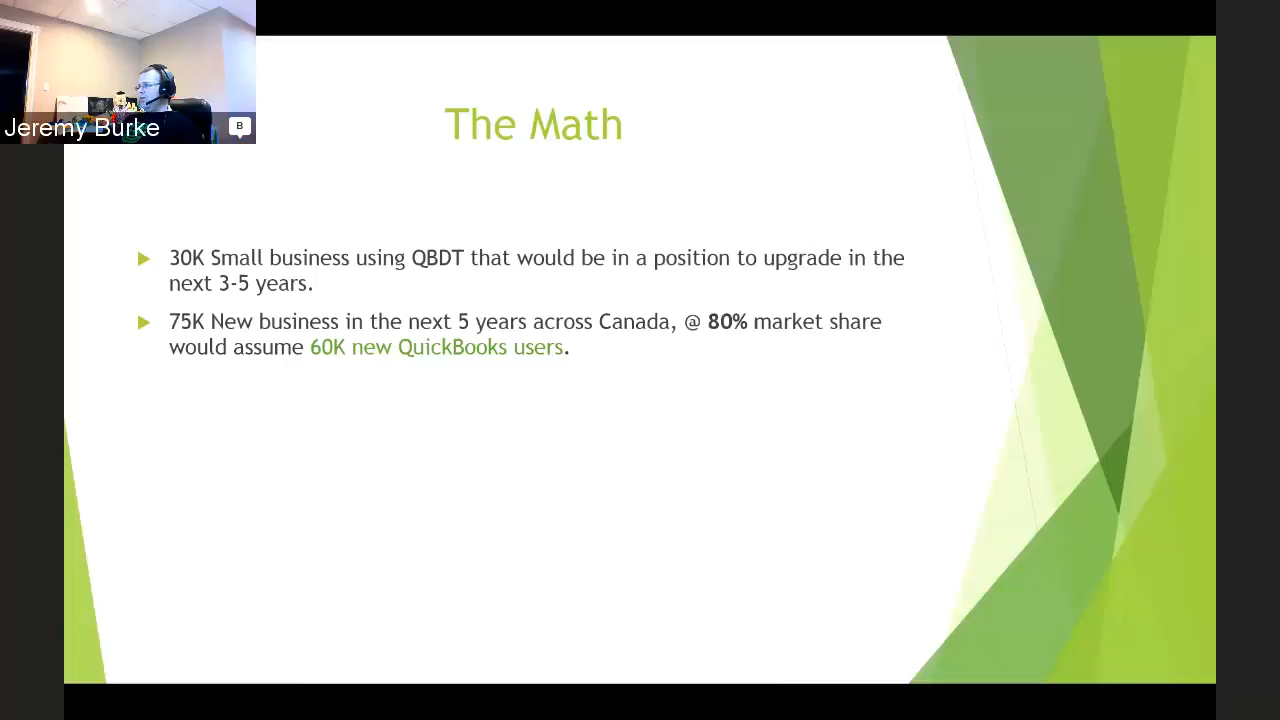 Jeremy Burke
B
The Math
30K Small business using QBDT that would be in a position to upgrade in the
next 3-5 years.
75K New business in the next 5 years across Canada, @ 80% market share
would assume 60K new QuickBooks users.